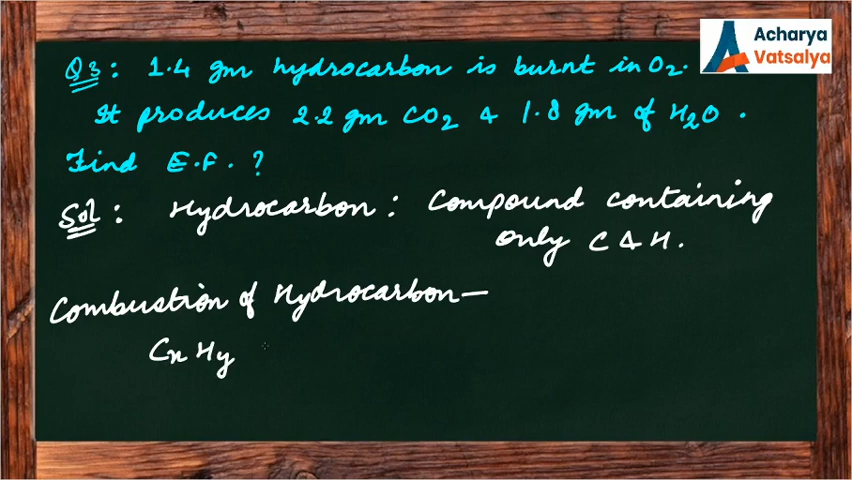 Acharya
Vatsalya
Q3: 1.4 gm hydrocarbon is burnt in O2.
It produces 2.2 gm CO2 & 1.8 gm of H2O.
Find E.F.?
Sol: Hydrocarbon: Compound containing
only C & H.
Combustion of Hydrocarbon—
CxHy